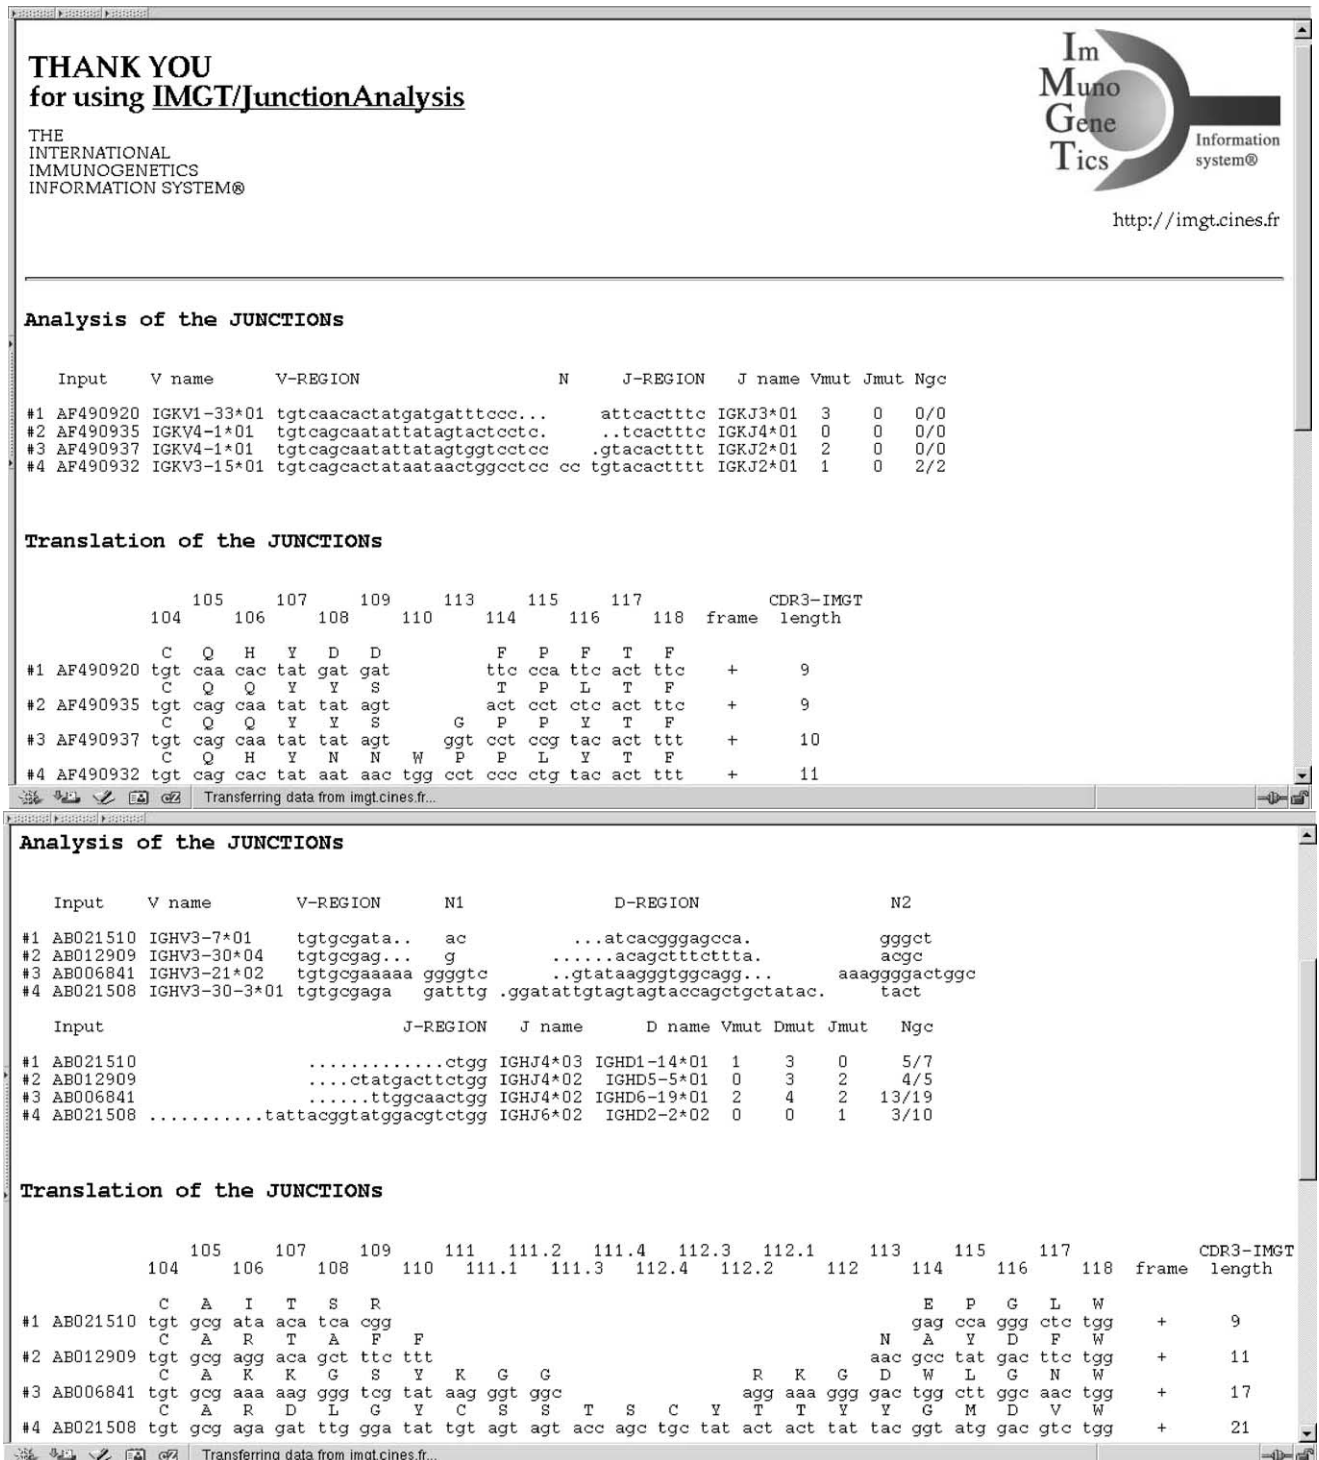 THANK YOU
for using IMGT/JunctionAnalysis
THE
INTERNATIONAL
IMMUNOGENETICS
INFORMATION SYSTEM®
Im
Muno
Gene
Tics
Information
system®
http://imgt.cines.fr
Analysis of the JUNCTIONs
Input V name V-REGION N J-REGION J name Vmut Jmut Ngc
#1 AF490920 IGKV1-33*01 tgtcaacactatgatgatttccc... attcactttc IGKJ3*01 3 0 0/0
#2 AF490935 IGKV4-1*01 tgtcagcaatattatagtactcctc. ..tcactttc IGKJ4*01 0 0 0/0
#3 AF490937 IGKV4-1*01 tgtcagcaatattatagtggtcctcc .gtacactttt IGKJ2*01 2 0 0/0
#4 AF490932 IGKV3-15*01 tgtcagcactataataactggcctcc cc tgtacactttt IGKJ2*01 1 0 2/2
Translation of the JUNCTIONs
105 107 109 113 115 117 CDR3-IMGT
104 106 108 110 114 116 118 frame length
C Q H Y D D F P F T F
#1 AF490920 tgt caa cac tat gat gat ttc cca ttc act ttc + 9
C Q Q Y Y S T P L T F
#2 AF490935 tgt cag caa tat tat agt act cct ctc act ttc + 9
C Q Q Y Y S G P P Y T F
#3 AF490937 tgt cag caa tat tat agt ggt cct ccg tac act ttt + 10
C Q H Y N N W P P L Y T F
#4 AF490932 tgt cag cac tat aat aac tgg cct ccc ctg tac act ttt + 11
Transferring data from imgt.cines.fr...
Analysis of the JUNCTIONs
Input V name V-REGION N1 D-REGION N2
#1 AB021510 IGHV3-7*01 tgtgcgata.. ac ...atcacgggagcca. gggct
#2 AB012909 IGHV3-30*04 tgtgcgag... g ......acagctttcttta. acgc
#3 AB006841 IGHV3-21*02 tgtgcgaaaaa ggggtc ..gtataagggtggcagg... aaaggggactggc
#4 AB021508 IGHV3-30-3*01 tgtgcgaga gatttg .ggatattgtagtagtaccagctgctatac. tact
Input J-REGION J name D name Vmut Dmut Jmut Ngc
#1 AB021510 .............ctgg IGHJ4*03 IGHD1-14*01 1 3 0 5/7
#2 AB012909 ....ctatgacttctgg IGHJ4*02 IGHD5-5*01 0 3 2 4/5
#3 AB006841 ......ttggcaactgg IGHJ4*02 IGHD6-19*01 2 4 2 13/19
#4 AB021508 ...........tattacggtatggacgtctgg IGHJ6*02 IGHD2-2*02 0 0 1 3/10
Translation of the JUNCTIONs
105 107 109 111 111.2 111.4 112.3 112.1 113 115 117 CDR3-IMGT
104 106 108 110 111.1 111.3 112.4 112.2 112 114 116 118 frame length
C A I T S R E P G L W
#1 AB021510 tgt gcg ata aca tca cgg gag cca ggg ctc tgg + 9
C A R T A F F N A Y D F W
#2 AB012909 tgt gcg agg aca gct ttc ttt aac gcc tat gac ttc tgg + 11
C A K K G S Y K G G R K G D W L G N W
#3 AB006841 tgt gcg aaa aag ggg tcg tat aag ggt ggc agg aaa ggg gac tgg ctt ggc aac tgg + 17
C A R D L G Y C S S T S C Y T T Y Y G M D V W
#4 AB021508 tgt gcg aga gat ttg gga tat tgt agt agt acc agc tgc tat act act tat tac ggt atg gac gtc tgg + 21
Transferring data from imgt.cines.fr...